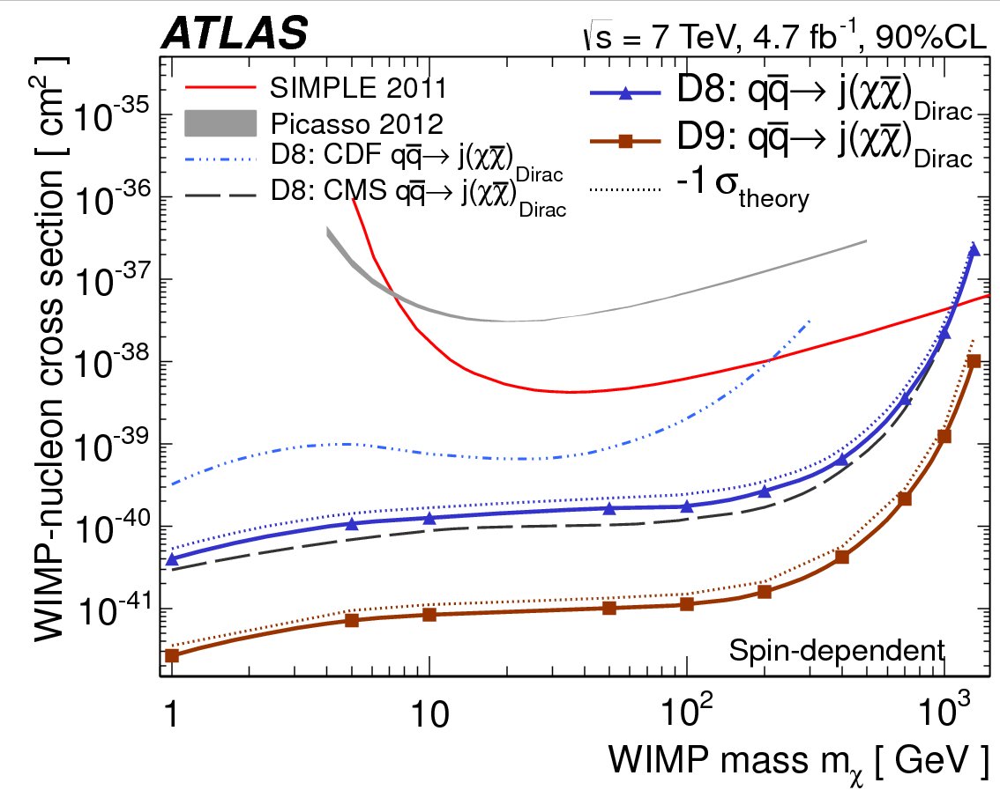 ATLAS
√s = 7 TeV, 4.7 fb⁻¹, 90%CL
SIMPLE 2011
Picasso 2012
D8: CDF qq̅→ j(χχ̅)Dirac
D8: CMS qq̅→ j(χχ̅)Dirac
D8: qq̅→ j(χχ̅)Dirac
D9: qq̅→ j(χχ̅)Dirac
-1 σtheory
WIMP-nucleon cross section [ cm² ]
10⁻³⁵
10⁻³⁶
10⁻³⁷
10⁻³⁸
10⁻³⁹
10⁻⁴⁰
10⁻⁴¹
Spin-dependent
1 10 10² 10³
WIMP mass mχ [ GeV ]